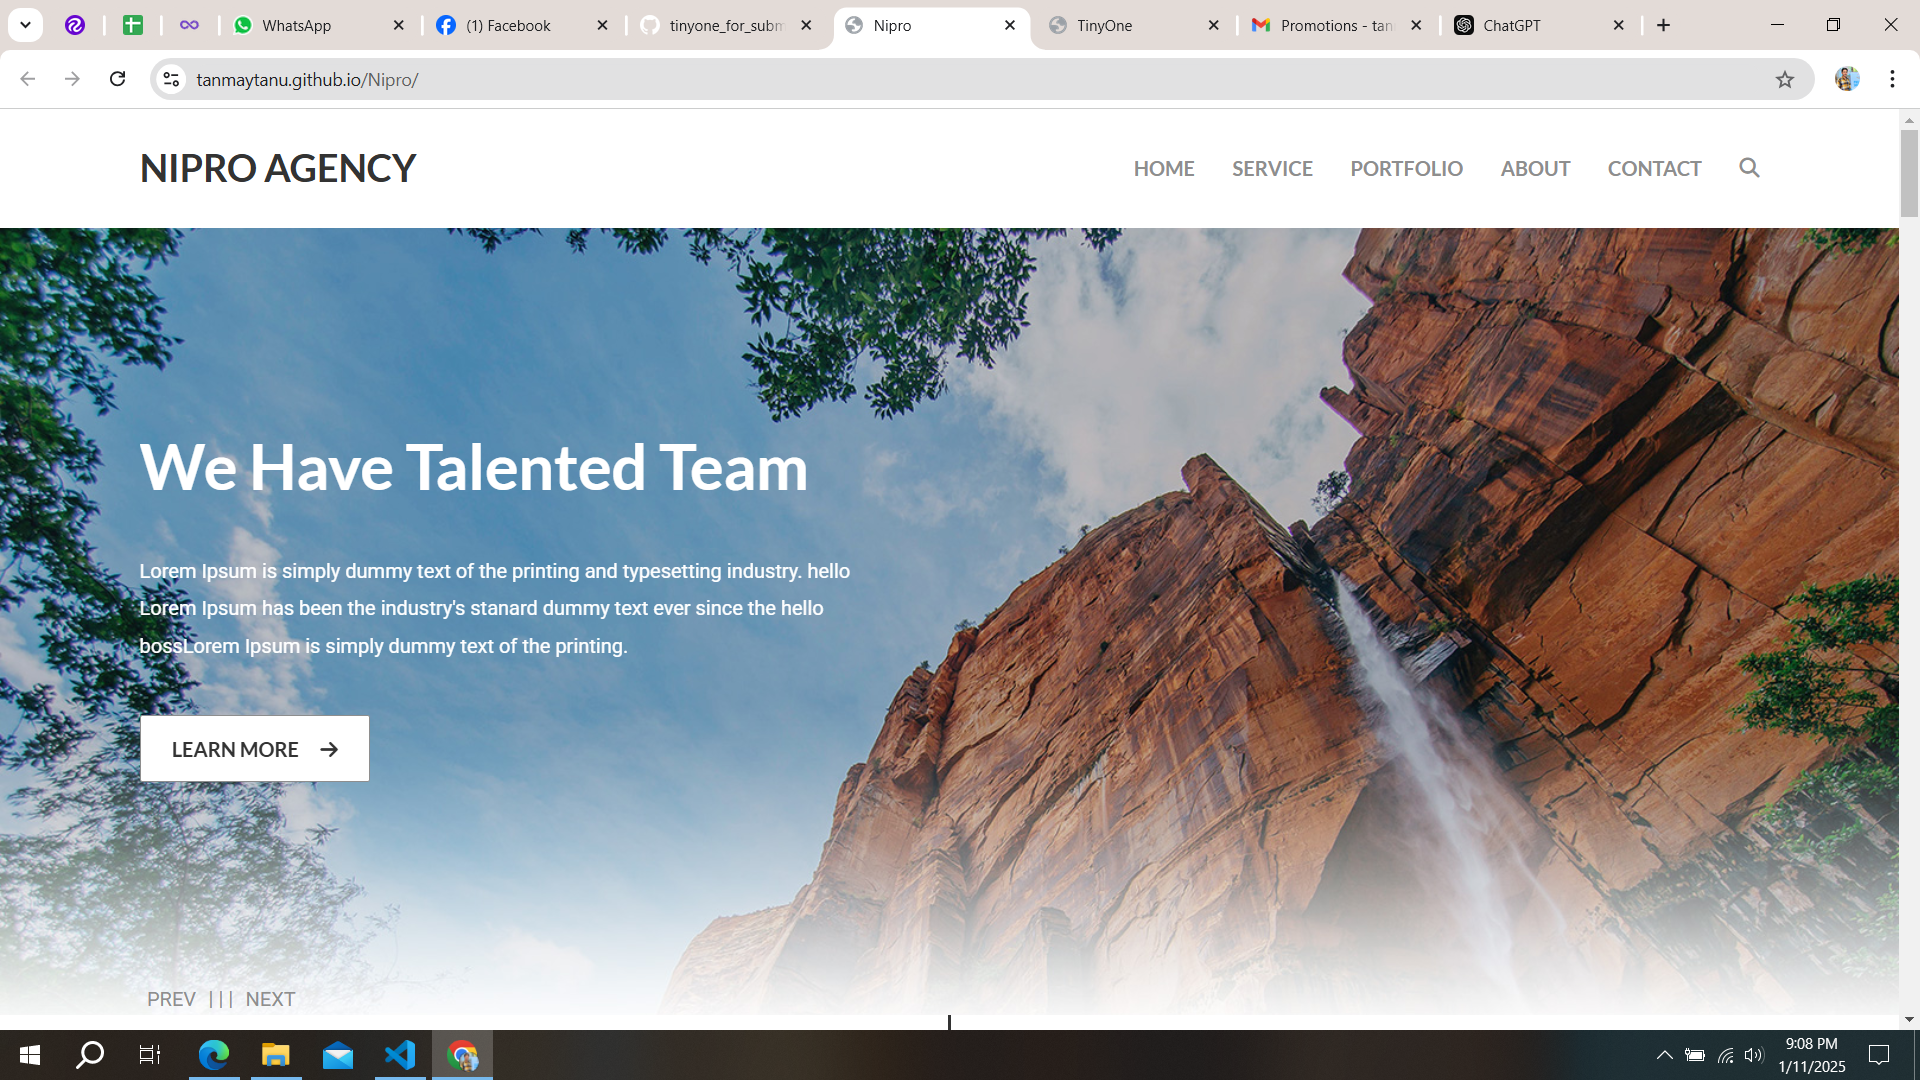 WhatsApp
(1) Facebook
tinyone_for_subm
Nipro
TinyOne
Promotions - tan
ChatGPT
tanmaytanu.github.io/Nipro/
NIPRO AGENCY
HOME
SERVICE
PORTFOLIO
ABOUT
CONTACT
We Have Talented Team
Lorem Ipsum is simply dummy text of the printing and typesetting industry. hello
Lorem Ipsum has been the industry's stanard dummy text ever since the hello
bossLorem Ipsum is simply dummy text of the printing.
LEARN MORE
PREV ||| NEXT
9:08 PM
1/11/2025